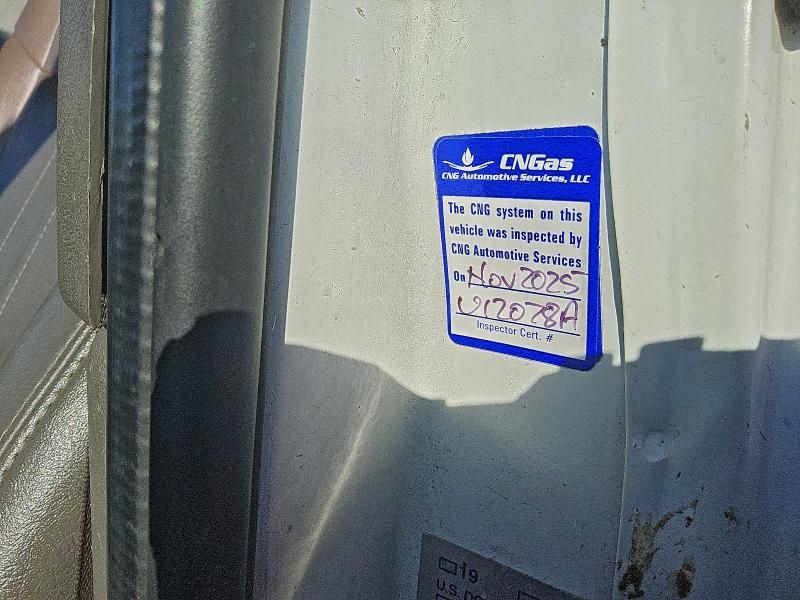 CNGas
CNG Automotive Services, LLC
The CNG system on this
vehicle was inspected by
CNG Automotive Services
On Nov 2025
U12078A
Inspector Cert. #
19
U.S.